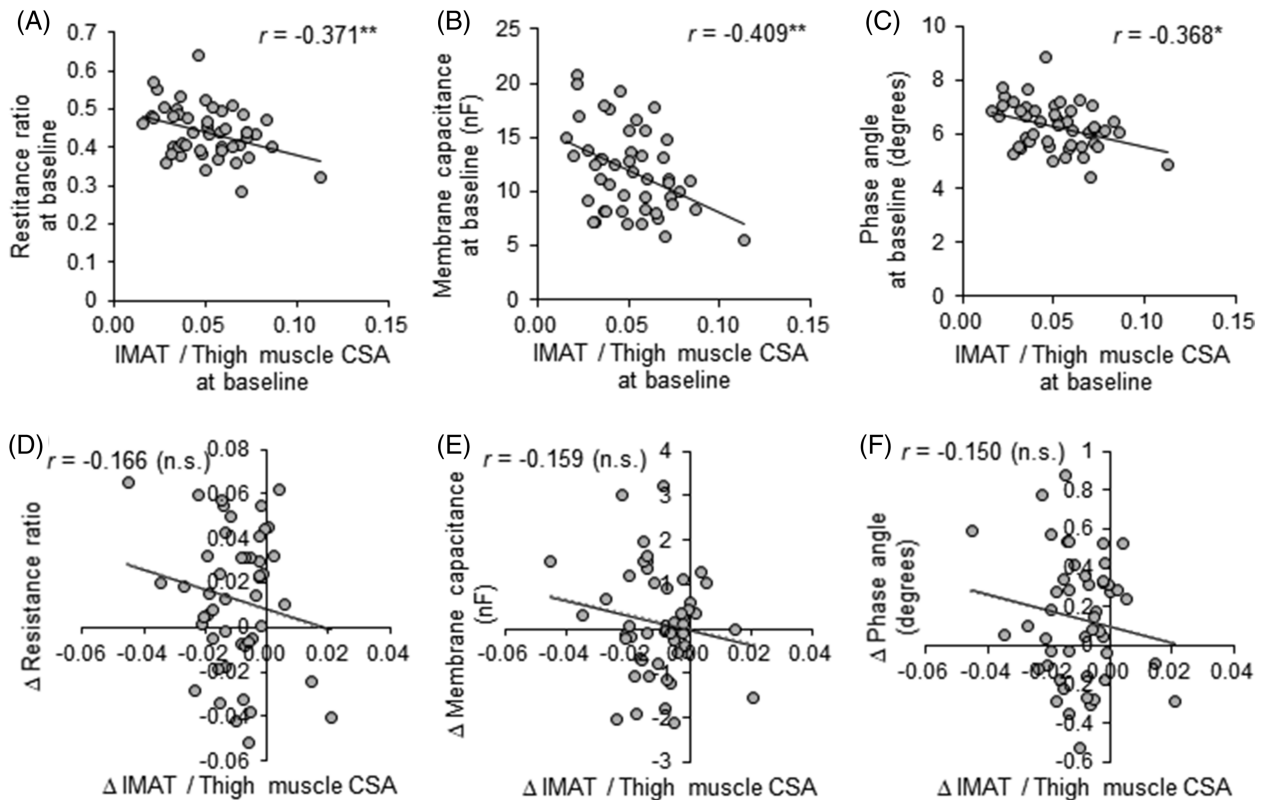 (A)
r = -0.371**
Restitance ratio
at baseline
0.7
0.6
0.5
0.4
0.3
0.2
0.1
0
0.00 0.05 0.10 0.15
IMAT / Thigh muscle CSA
at baseline
(B)
r = -0.409**
Membrane capacitance
at baseline (nF)
25
20
15
10
5
0
0.00 0.05 0.10 0.15
IMAT / Thigh muscle CSA
at baseline
(C)
r = -0.368*
Phase angle
at baseline (degrees)
10
8
6
4
2
0
0.00 0.05 0.10 0.15
IMAT / Thigh muscle CSA
at baseline
(D)
r = -0.166 (n.s.)
Δ Resistance ratio
0.08
0.06
0.04
0.02
0
-0.02
-0.04
-0.06
-0.06 -0.04 -0.02 0.00 0.02 0.04
Δ IMAT / Thigh muscle CSA
(E)
r = -0.159 (n.s.)
Δ Membrane capacitance
(nF)
4
3
2
1
0
-1
-2
-3
-0.06 -0.04 -0.02 0.00 0.02 0.04
Δ IMAT / Thigh muscle CSA
(F)
r = -0.150 (n.s.)
Δ Phase angle
(degrees)
1
0.8
0.6
0.4
0.2
0
-0.2
-0.4
-0.6
-0.06 -0.04 -0.02 0.00 0.02 0.04
Δ IMAT / Thigh muscle CSA